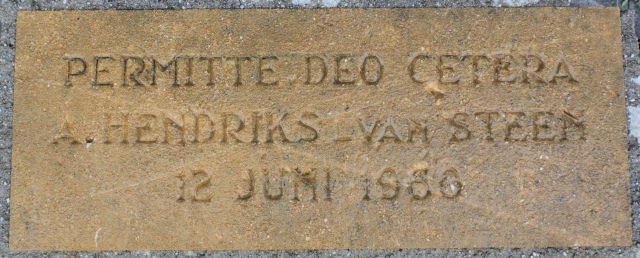 PERMITTE DEO CETERA
A. HENDRIKS - VAN STEEN
12 JUNI 1966